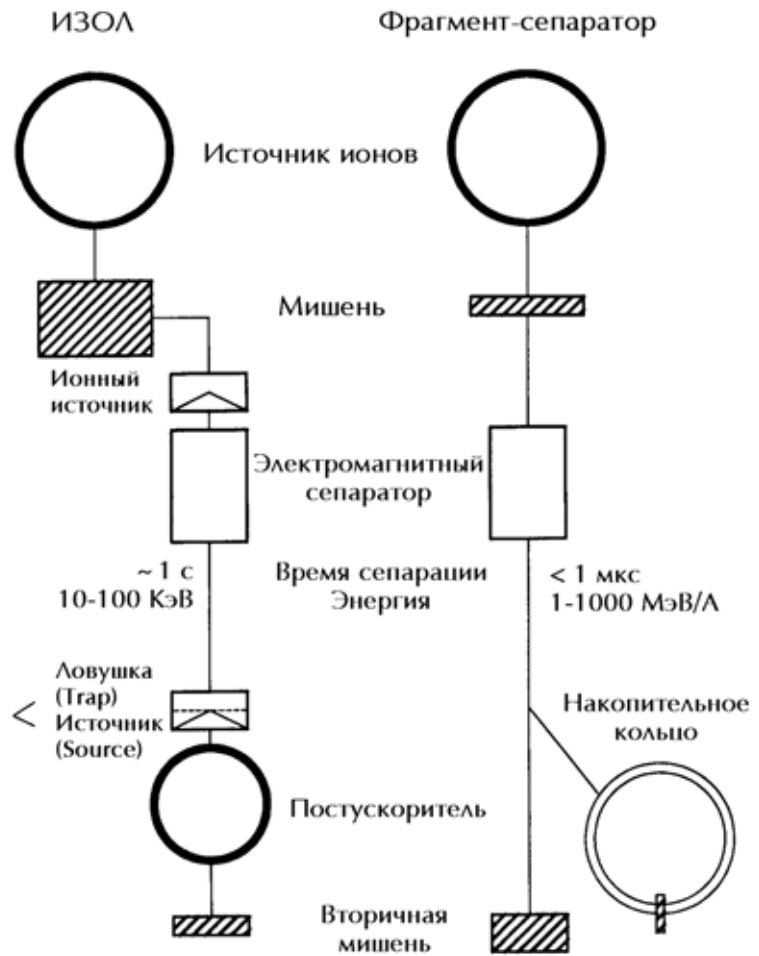 ИЗОЛ
Фрагмент-сепаратор
Источник ионов
Мишень
Ионный
источник
Электромагнитный
сепаратор
~ 1 с
10-100 КэВ
Время сепарации
Энергия
< 1 мкс
1-1000 МэВ/А
Ловушка
(Trap)
Источник
(Source)
<
Накопительное
кольцо
Постускоритель
Вторичная
мишень